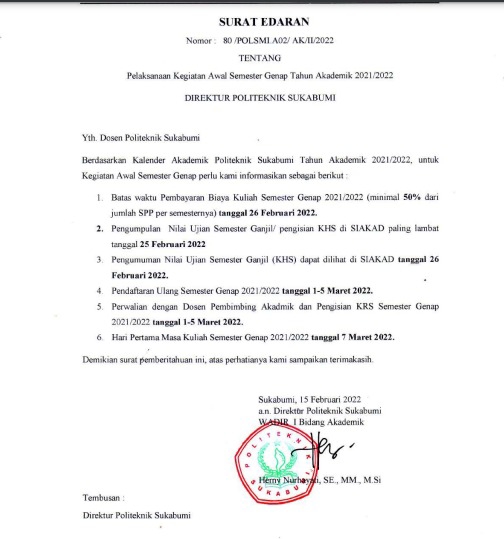 SURAT EDARAN
Nomor : 80 /POLSMI.A02/ AK/II/2022
TENTANG
Pelaksanaan Kegiatan Awal Semester Genap Tahun Akademik 2021/2022
DIREKTUR POLITEKNIK SUKABUMI
Yth. Dosen Politeknik Sukabumi
Berdasarkan Kalender Akademik Politeknik Sukabumi Tahun Akademik 2021/2022, untuk
Kegiatan Awal Semester Genap perlu kami informasikan sebagai berikut :
1. Batas waktu Pembayaran Biaya Kuliah Semester Genap 2021/2022 (minimal 50% dari
jumlah SPP per semesternya) tanggal 26 Februari 2022.
2. Pengumpulan Nilai Ujian Semester Ganjil/ pengisian KHS di SIAKAD paling lambat
tanggal 25 Februari 2022
3. Pengumuman Nilai Ujian Semester Ganjil (KHS) dapat dilihat di SIAKAD tanggal 26
Februari 2022.
4. Pendaftaran Ulang Semester Genap 2021/2022 tanggal 1-5 Maret 2022.
5. Perwalian dengan Dosen Pembimbing Akadmik dan Pengisian KRS Semester Genap
2021/2022 tanggal 1-5 Maret 2022.
6. Hari Pertama Masa Kuliah Semester Genap 2021/2022 tanggal 7 Maret 2022.
Demikian surat pemberitahuan ini, atas perhatianya kami sampaikan terimakasih.
Sukabumi, 15 Februari 2022
a.n. Direktur Politeknik Sukabumi
WADIR I Bidang Akademik
POLITEKNIK
SUKABUMI
Herny Nurhayati, SE., MM., M.Si
Tembusan :
Direktur Politeknik Sukabumi